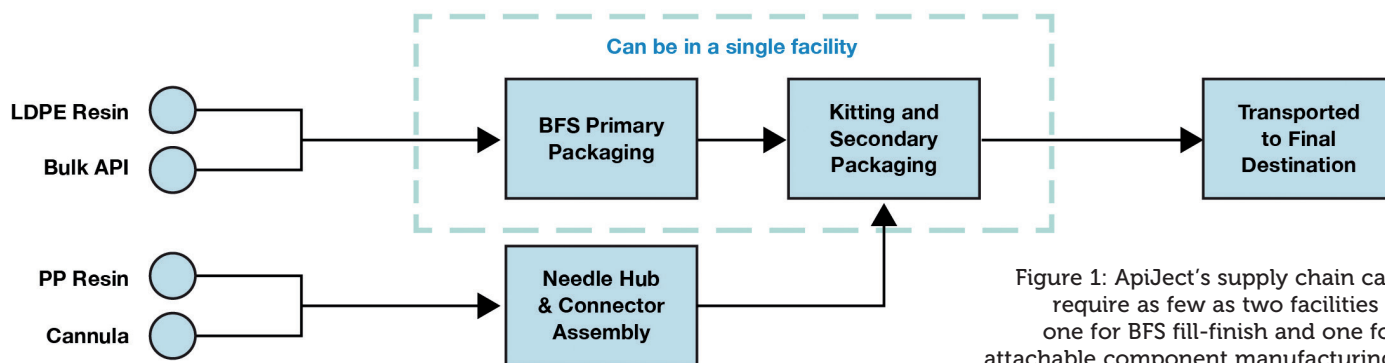 Can be in a single facility
LDPE Resin
Bulk API
BFS Primary
Packaging
Kitting and
Secondary
Packaging
Transported
to Final
Destination
PP Resin
Cannula
Needle Hub
& Connector
Assembly
Figure 1: ApiJect’s supply chain ca
require as few as two facilities
one for BFS fill-finish and one fo
attachable component manufacturing